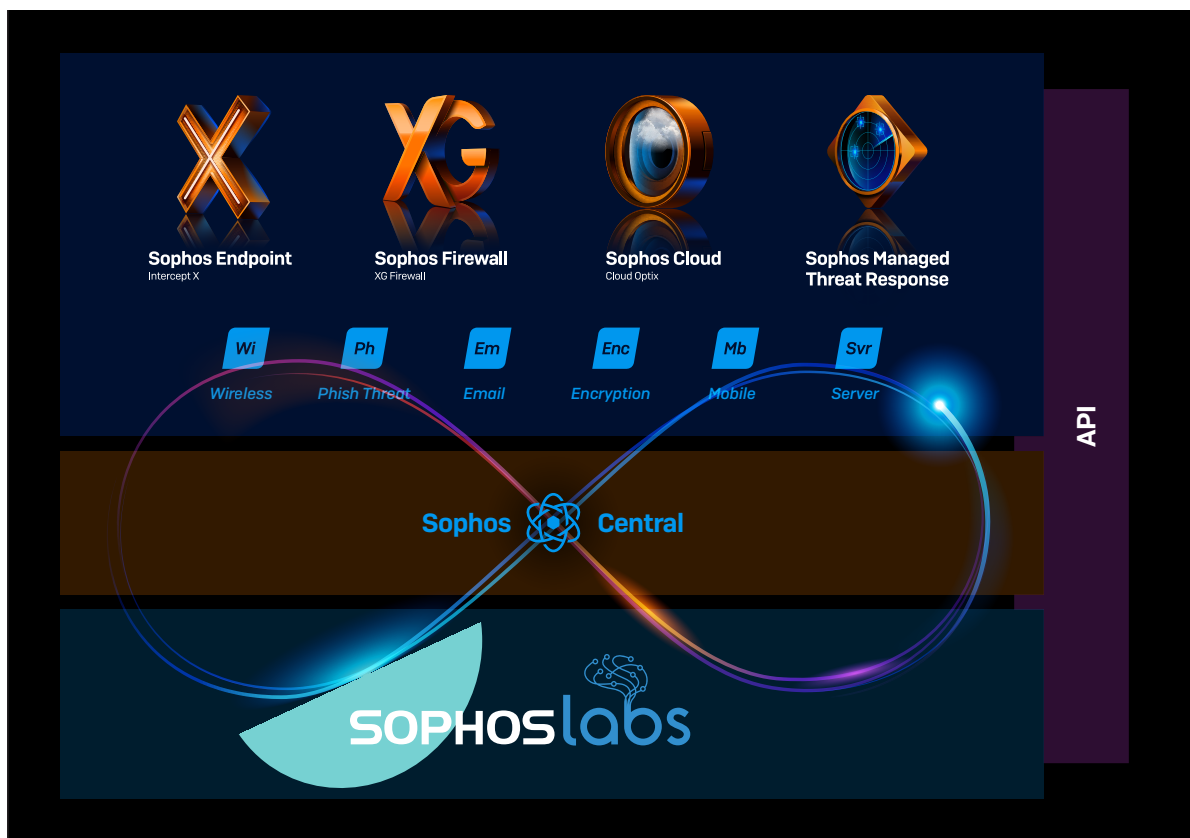 X
XG
Sophos Endpoint
Intercept X
Sophos Firewall
XG Firewall
Sophos Cloud
Cloud Optix
Sophos Managed
Threat Response
Wi
Ph
Em
Enc
Mb
Svr
Wireless
Phish Threat
Email
Encryption
Mobile
Server
API
Sophos Central
SOPHOSlabs